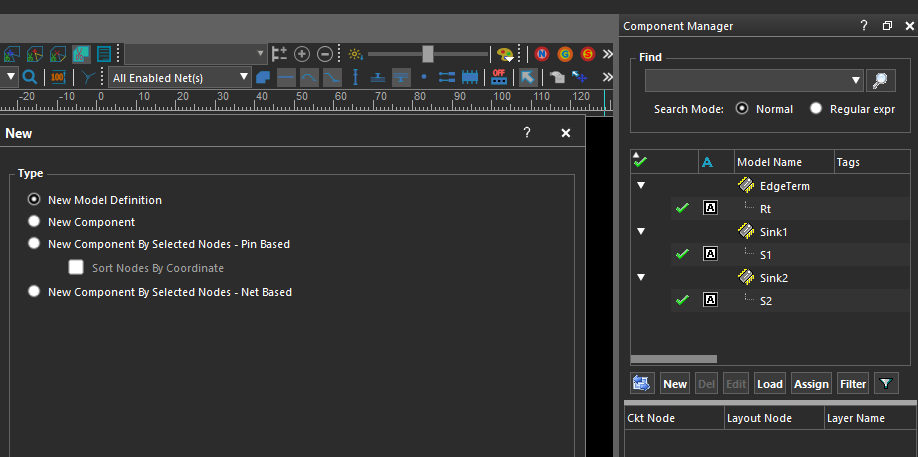 Component Manager
?
Find
Search Mode: Normal Regular expr
100
All Enabled Net(s)
N G S
OFF
-20 -10 0 10 20 30 40 50 60 70 80 90 100 110 120
New ?
Type
New Model Definition
New Component
New Component By Selected Nodes - Pin Based
Sort Nodes By Coordinate
New Component By Selected Nodes - Net Based
A Model Name Tags
EdgeTerm
A Rt
Sink1
A S1
Sink2
A S2
New Del Edit Load Assign Filter
Ckt Node Layout Node Layer Name